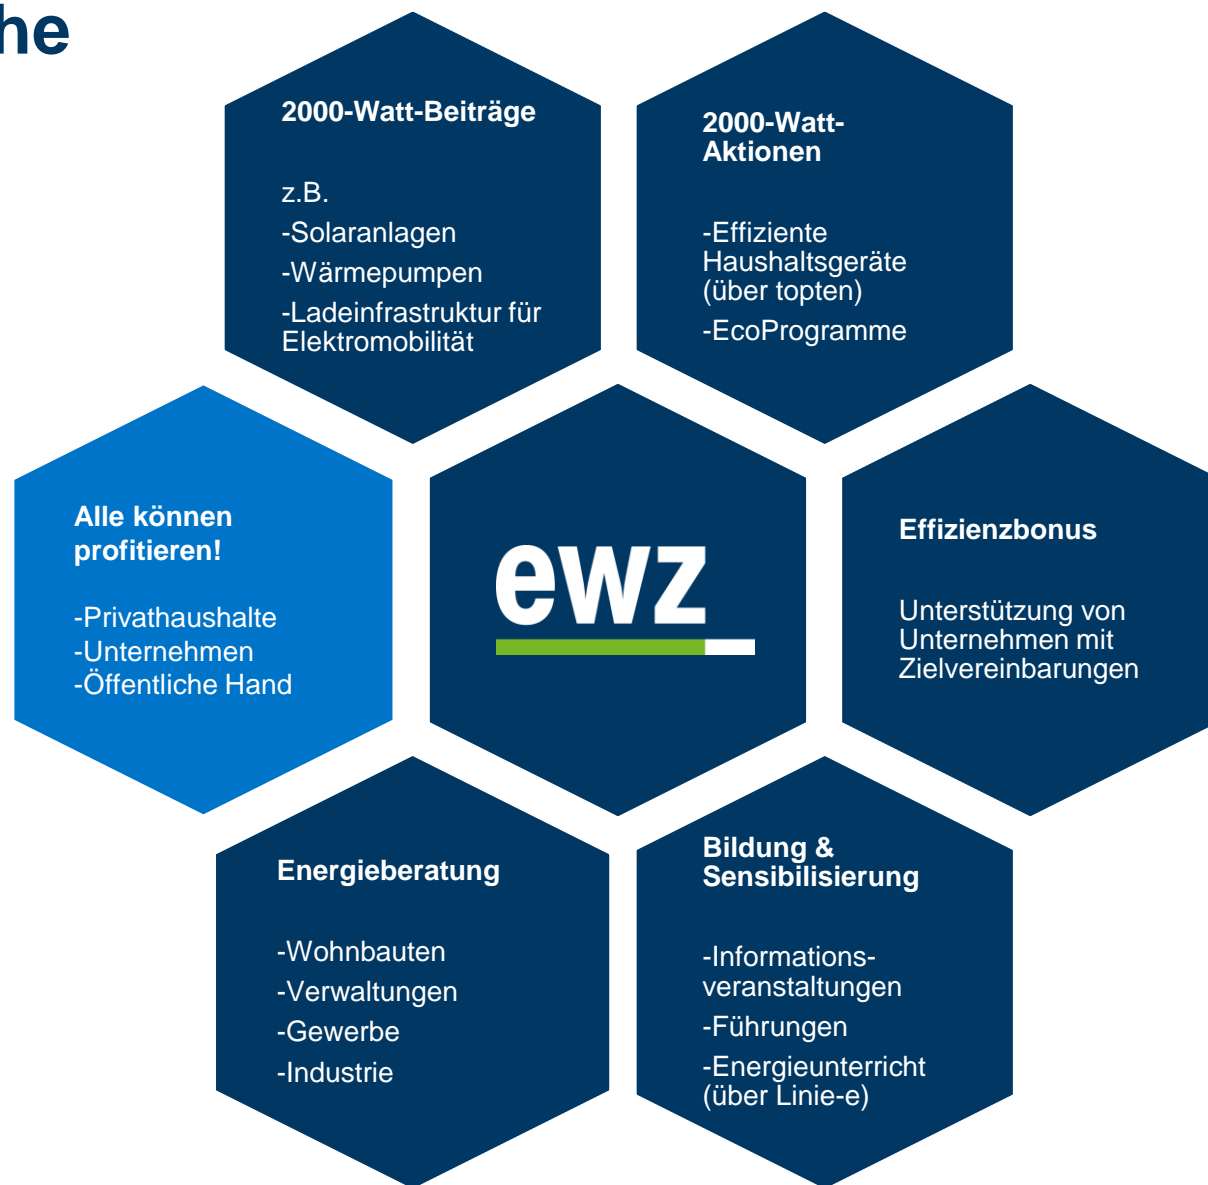 he
2000-Watt-Beiträge
z.B.
-Solaranlagen
-Wärmepumpen
-Ladeinfrastruktur für
Elektromobilität
2000-Watt-
Aktionen
-Effiziente
Haushaltsgeräte
(über topten)
-EcoProgramme
Alle können
profitieren!
-Privathaushalte
-Unternehmen
-Öffentliche Hand
ewz
Effizienzbonus
Unterstützung von
Unternehmen mit
Zielvereinbarungen
Energieberatung
-Wohnbauten
-Verwaltungen
-Gewerbe
-Industrie
Bildung &
Sensibilisierung
-Informations-
veranstaltungen
-Führungen
-Energieunterricht
(über Linie-e)